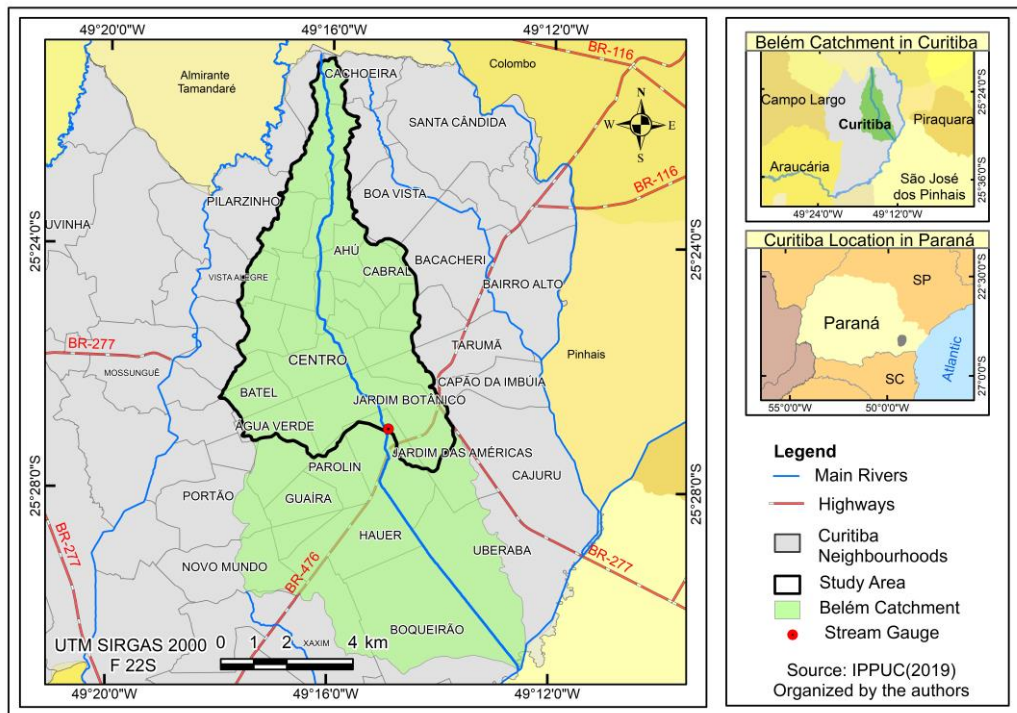 49°20'0"W
49°16'0"W
49°12'0"W
BR-116
Almirante
Tamandaré
CACHOEIRA
Colombo
N
W
E
S
SANTA CÂNDIDA
BR-116
BOA VISTA
PILARZINHO
UVINHA
25°24'0"S
25°24'0"S
AHÚ
BACACHERI
CABRAL
VISTA ALEGRE
BAIRRO ALTO
BR-277
TARUMÃ
Pinhais
CENTRO
MOSSUNGUÊ
CAPÃO DA IMBÚIA
BATEL
JARDIM BOTÂNICO
ÁGUA VERDE
JARDIM DAS AMÉRICAS
PAROLIN
CAJURU
25°28'0"S
25°28'0"S
PORTÃO
GUAÍRA
HAUER
BR-277
UBERABA
NOVO MUNDO
BR-476
BR-277
BOQUEIRÃO
XAXIM
UTM SIRGAS 2000
F 22S
0 1 2 4 km
49°20'0"W
49°16'0"W
49°12'0"W
Belém Catchment in Curitiba
Campo Largo
Curitiba
Piraquara
Araucária
São José
dos Pinhais
25°24'0"S
25°36'0"S
49°24'0"W
49°12'0"W
Curitiba Location in Paraná
SP
Paraná
SC
Atlantic
22°30'0"S
27°0'0"S
55°0'0"W
50°0'0"W
Legend
Main Rivers
Highways
Curitiba
Neighbourhoods
Study Area
Belém Catchment
Stream Gauge
Source: IPPUC(2019)
Organized by the authors